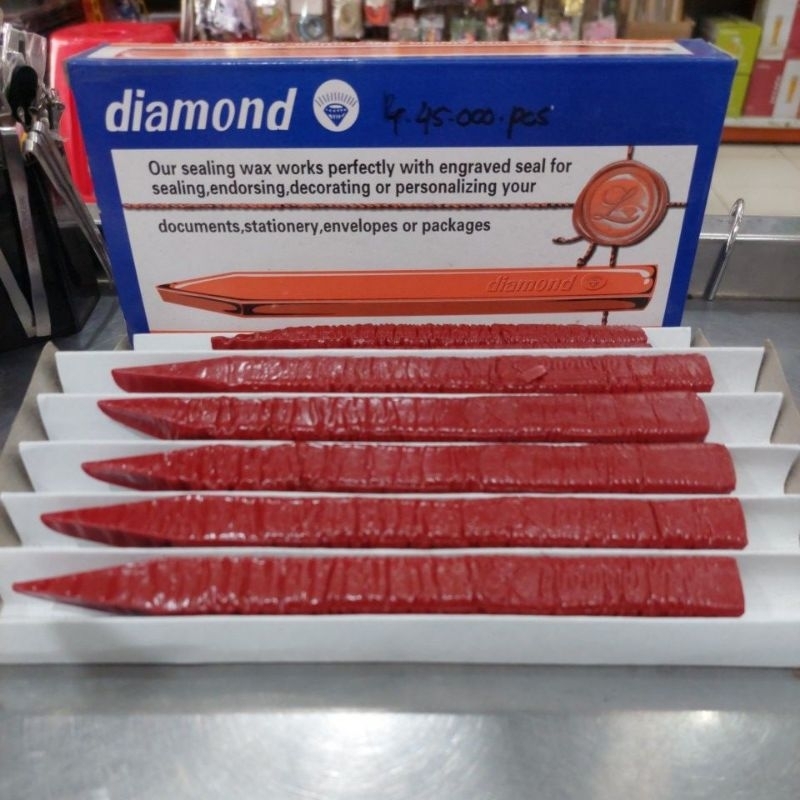 diamond
Rp. 45.000.pcs
Our sealing wax works perfectly with engraved seal for
sealing,endorsing,decorating or personalizing your
documents,stationery,envelopes or packages
L
diamond